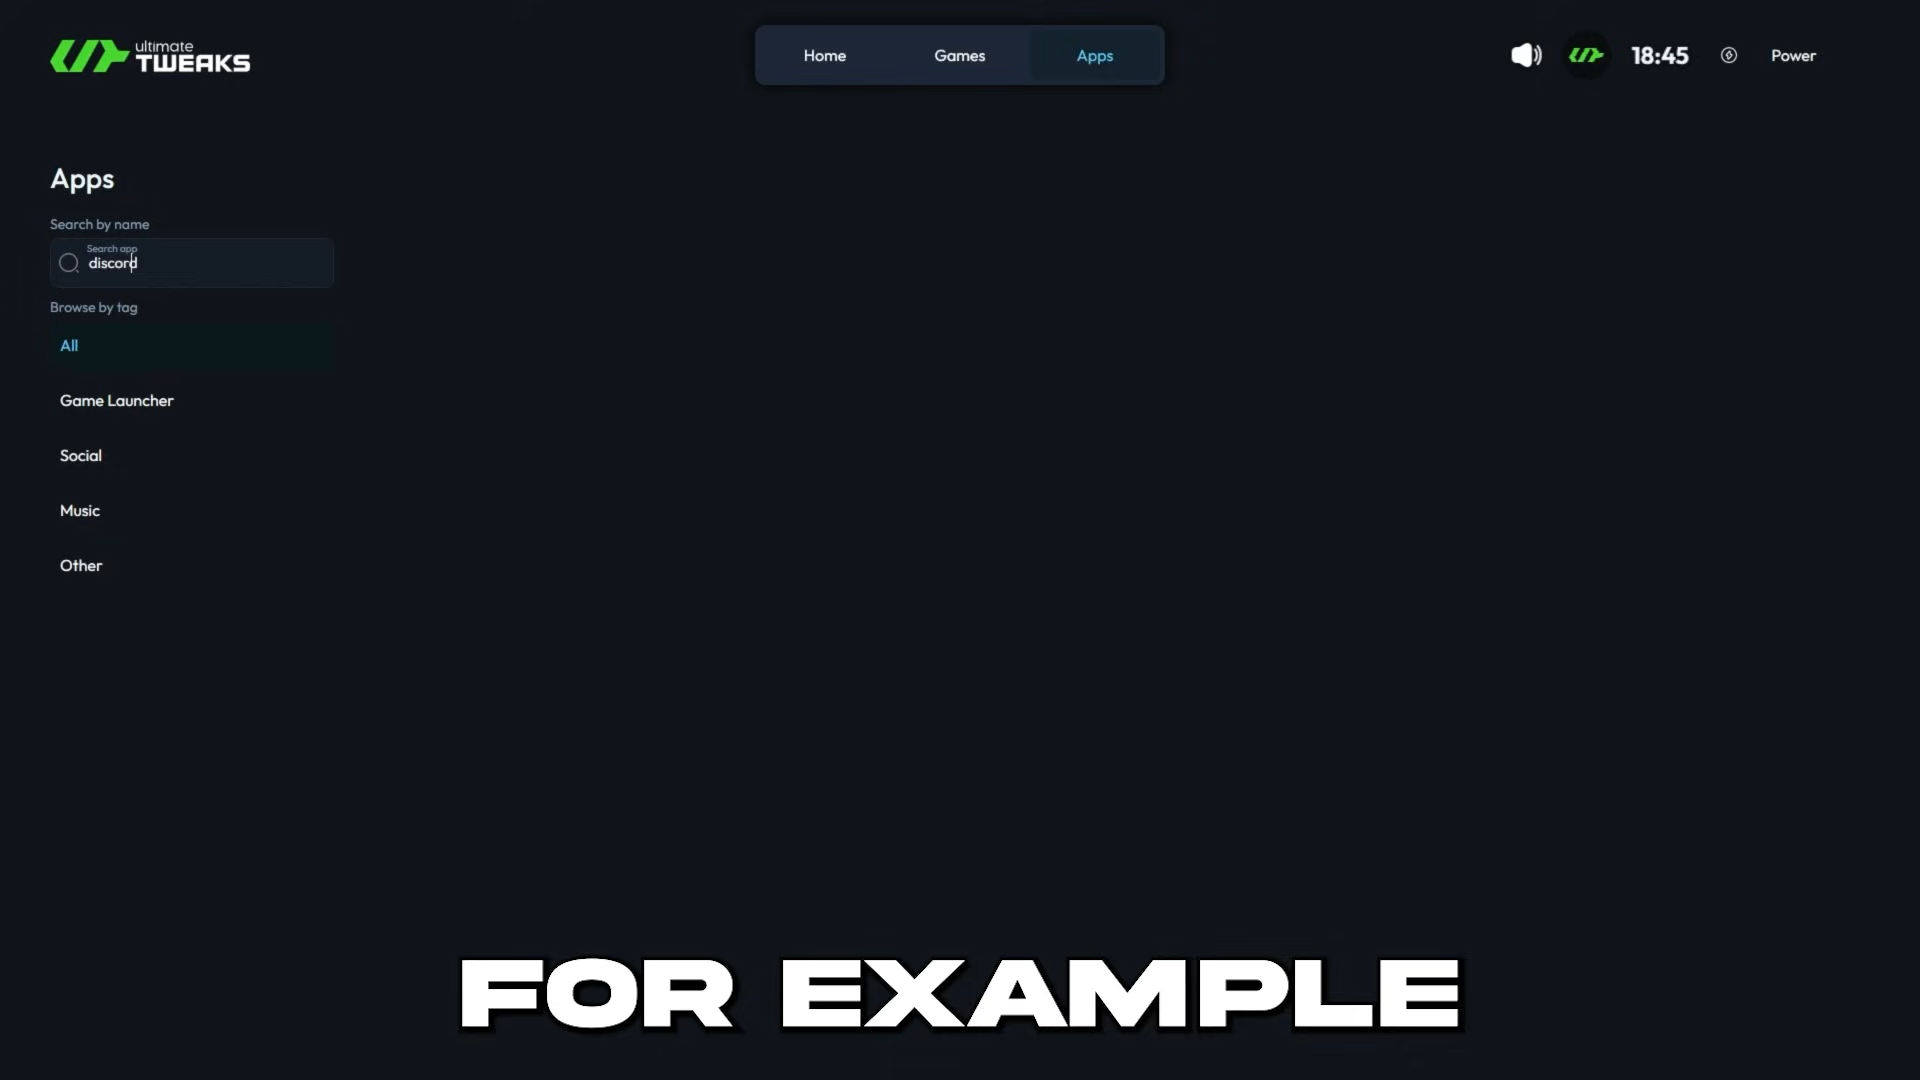 ultimate
TWEAKS
Home
Games
Apps
18:45
Power
Apps
Search by name
Search app
discord
Browse by tag
All
Game Launcher
Social
Music
Other
FOR EXAMPLE